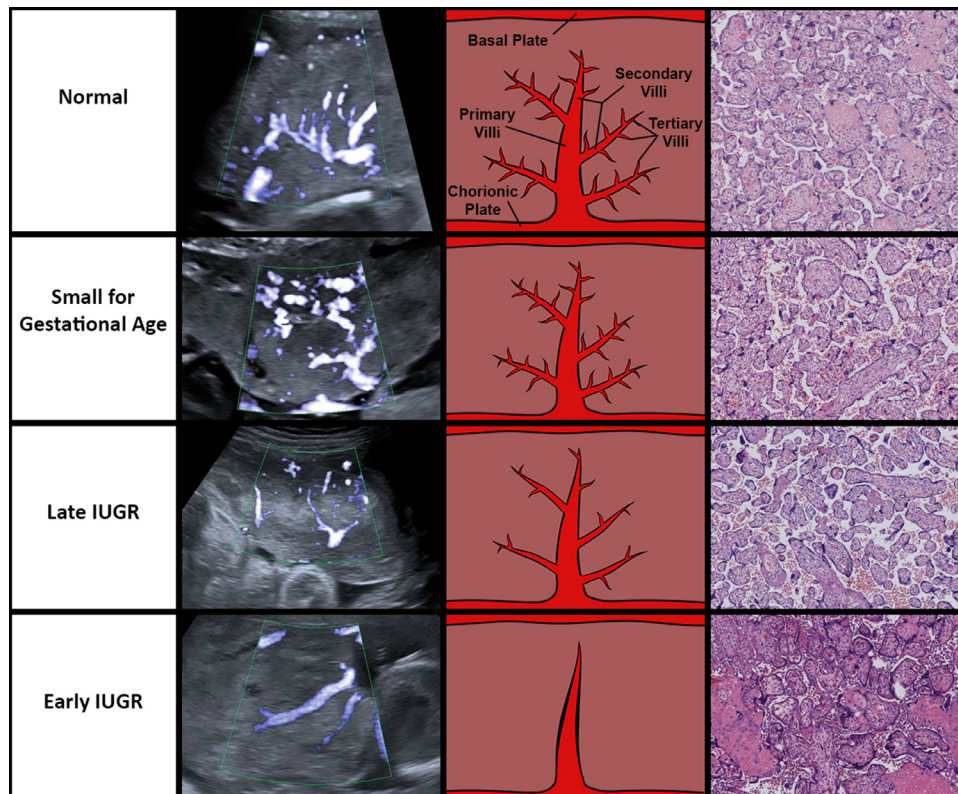 Normal
Basal Plate
Secondary
Villi
Primary
Villi
Tertiary
Villi
Chorionic
Plate
Small for
Gestational Age
Late IUGR
Early IUGR